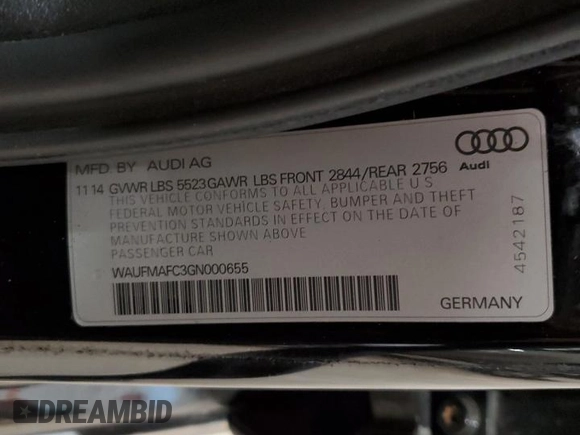 MFD BY AUDI AG
11 14 GVWR LBS 5523 GAWR LBS FRONT 2844/REAR 2756
THIS VEHICLE CONFORMS TO ALL APPLICABLE U S
FEDERAL MOTOR VEHICLE SAFETY, BUMPER AND THEFT
PREVENTION STANDARDS IN EFFECT ON THE DATE OF
MANUFACTURE SHOWN ABOVE
PASSENGER CAR
WAUFMAFC3GN000655
Audi
4542187
GERMANY
DREAMBID